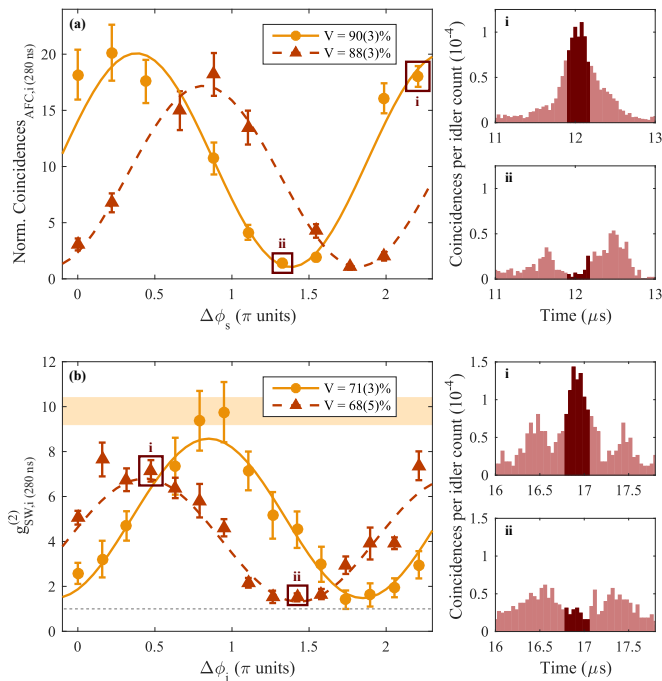 (a)
V = 90(3)%
V = 88(3)%
Norm. Coincidences AFC,i (280 ns)
20
15
10
5
0
i
ii
0 0.5 1 1.5 2
Δϕs (π units)
Coincidences per idler count (10-4)
i
1
0.5
0
11 12 13
ii
1
0.5
0
11 12 13
Time (μs)
(b)
V = 71(3)%
V = 68(5)%
g(2)SW,i (280 ns)
12
10
8
6
4
2
0
i
ii
0 0.5 1 1.5 2
Δϕi (π units)
Coincidences per idler count (10-4)
i
1.5
1
0.5
0
16 16.5 17 17.5
ii
1
0.5
0
16 16.5 17 17.5
Time (μs)